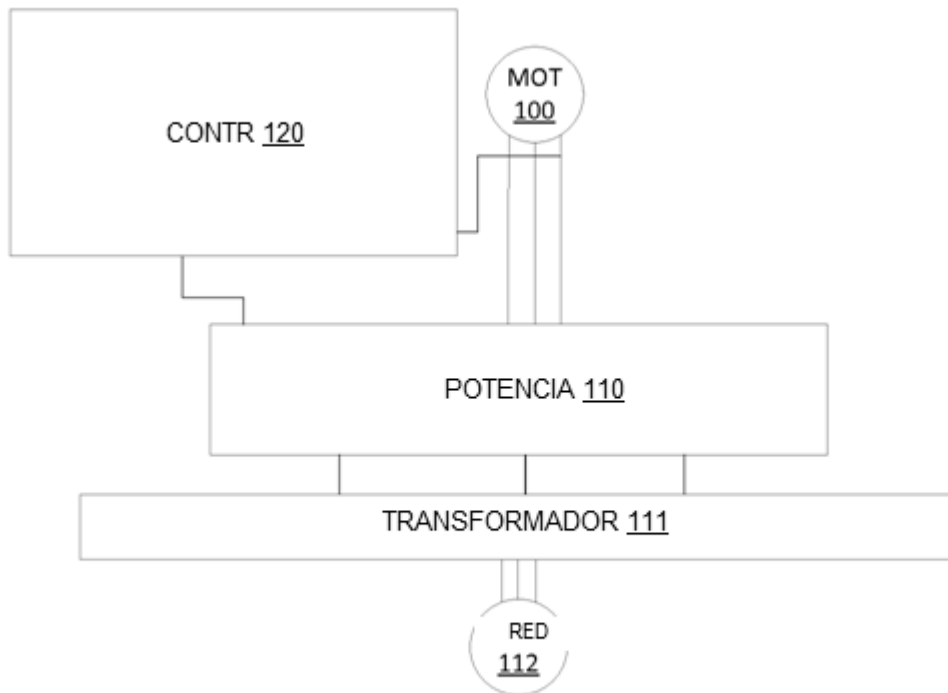 MOT
100
CONTR 120
POTENCIA 110
TRANSFORMADOR 111
RED
112